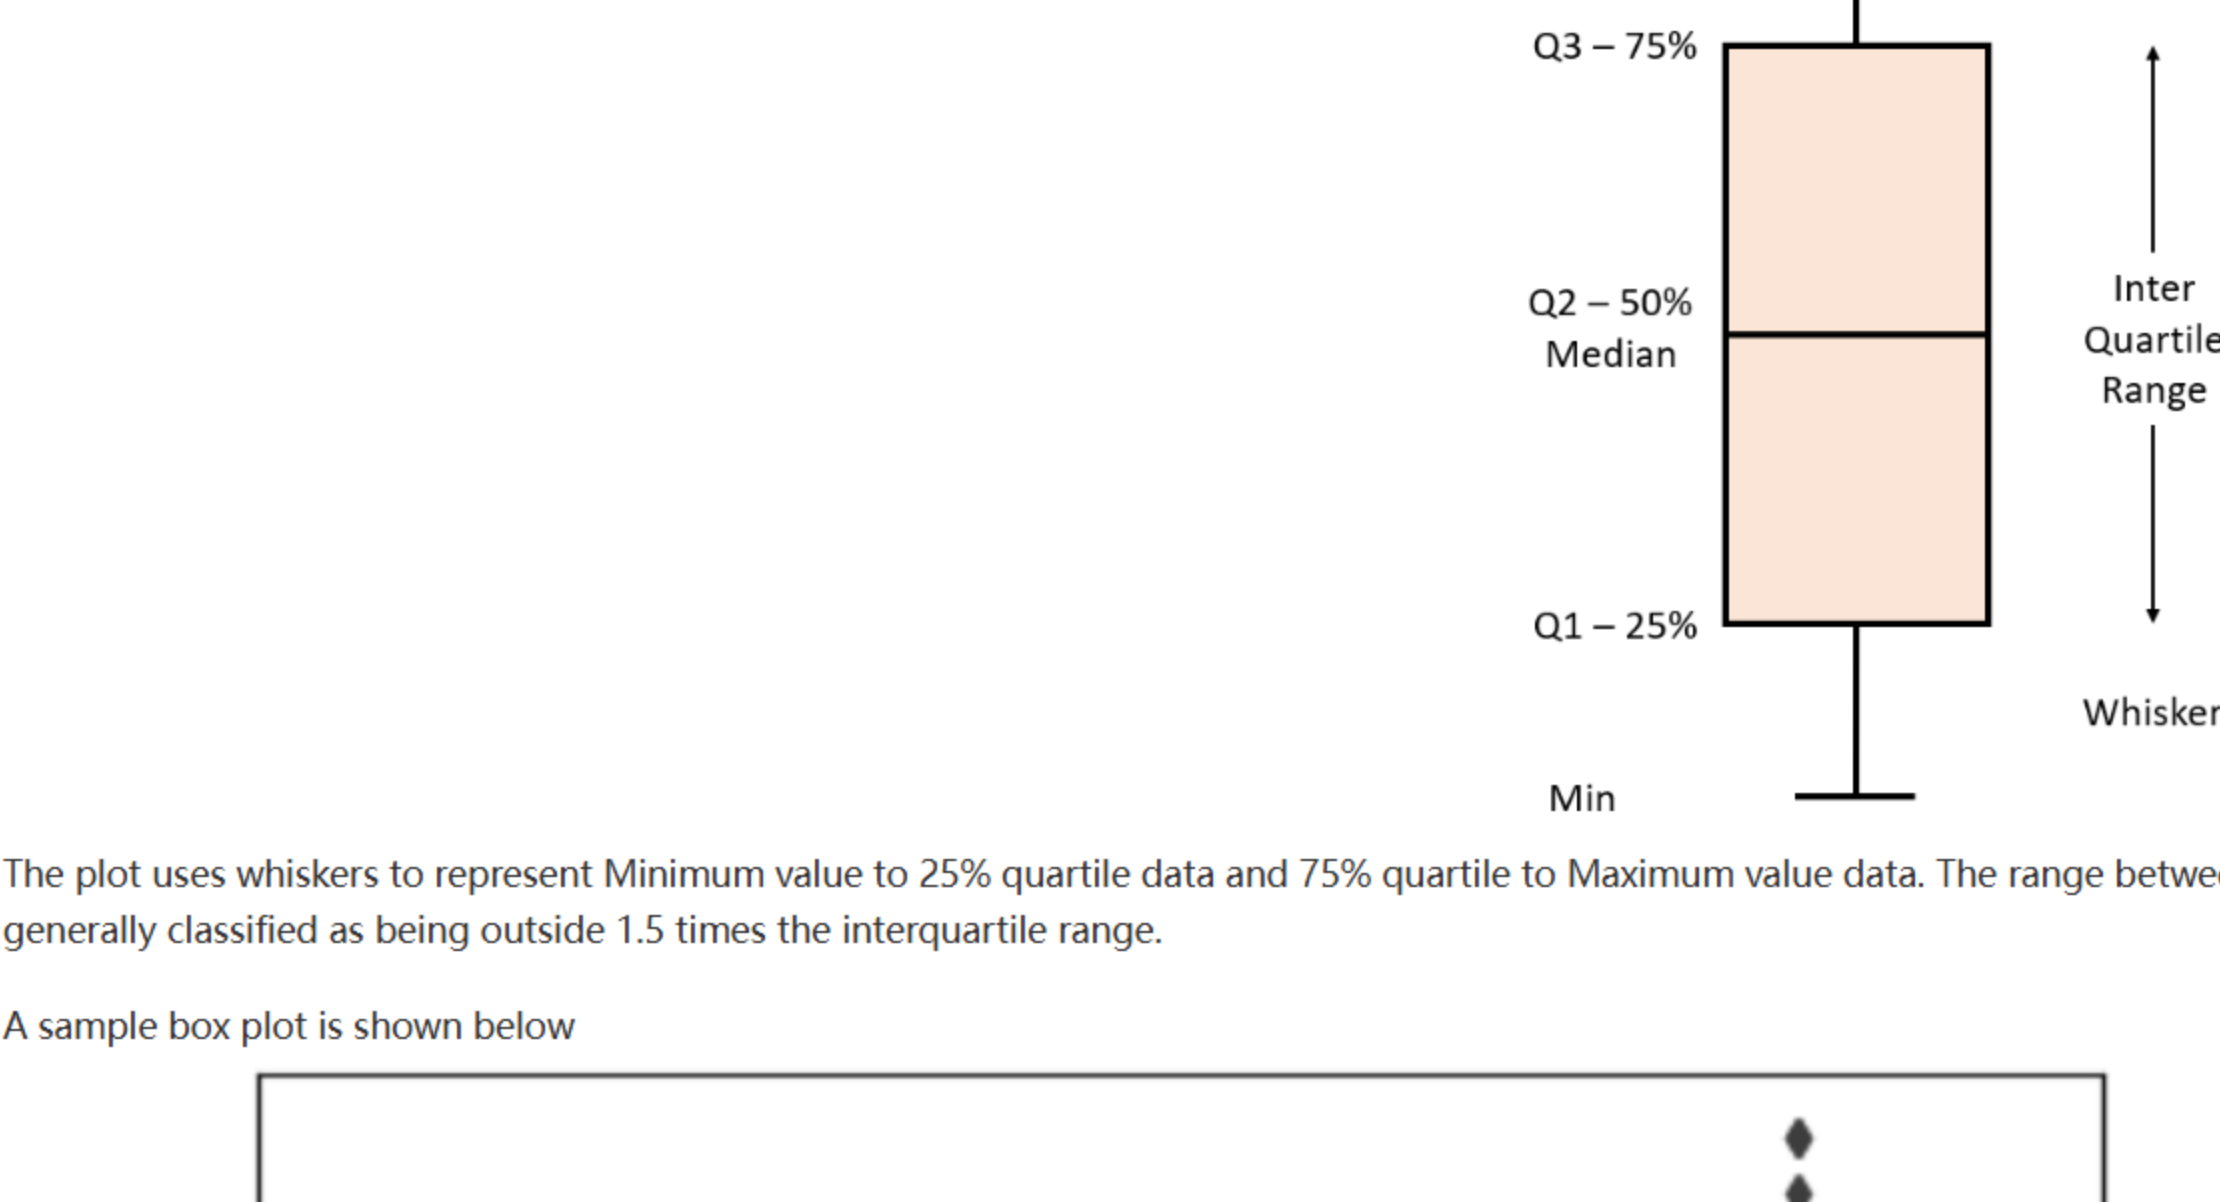 Q3 – 75%
Q2 – 50%
Median
Inter
Quartile
Range
Q1 – 25%
Whisker
Min
The plot uses whiskers to represent Minimum value to 25% quartile data and 75% quartile to Maximum value data. The range
generally classified as being outside 1.5 times the interquartile range.
A sample box plot is shown below